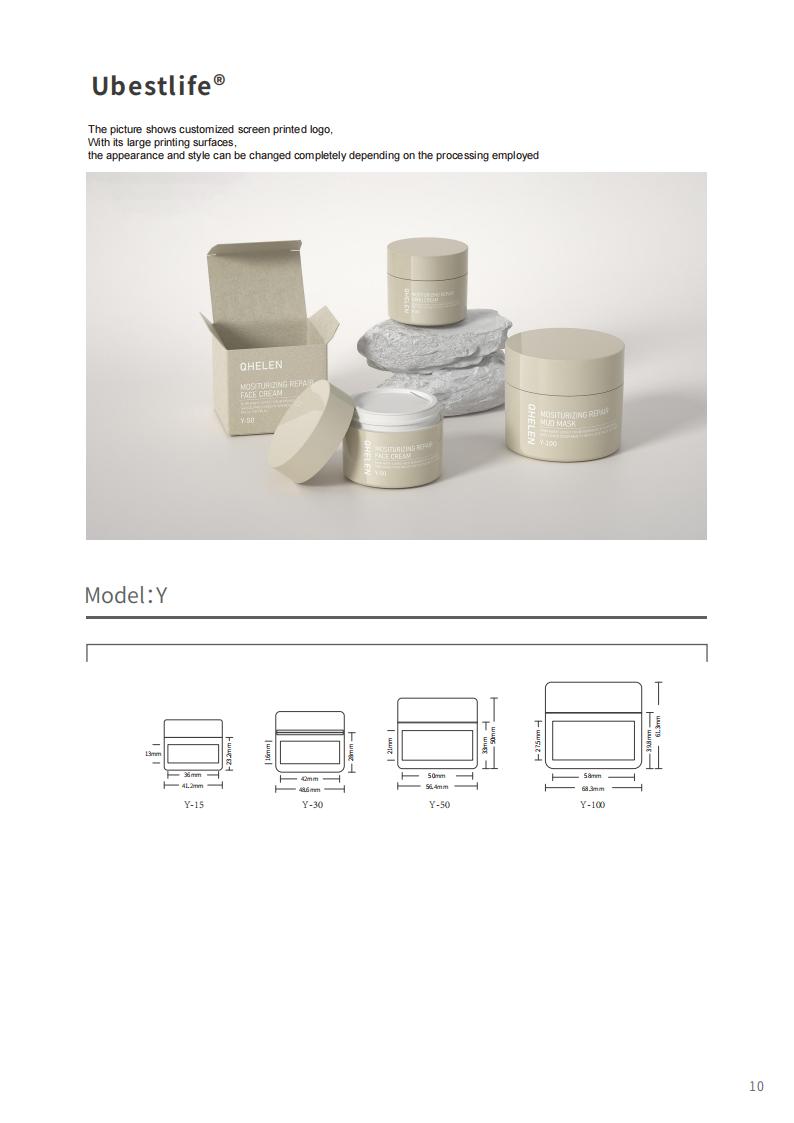 Ubestlife®
The picture shows customized screen printed logo,
With its large printing surfaces,
the appearance and style can be changed completely depending on the processing employed
QHELEN
MOSITURIZING REPAIR
FACE CREAM
Y-50
QHELEN
MOSITURIZING REPAIR
QHELEN
MOSITURIZING REPAIR
FACE CREAM
QHELEN
MOSITURIZING REPAIR
MUD MASK
Y-100
Model:Y
13mm
23.2mm
36mm
41.2mm
Y-15
16mm
28mm
42mm
48.6mm
Y-30
21mm
33mm
50mm
50mm
56.4mm
Y-50
27.5mm
39.8mm
61.3mm
58mm
68.3mm
Y-100
10